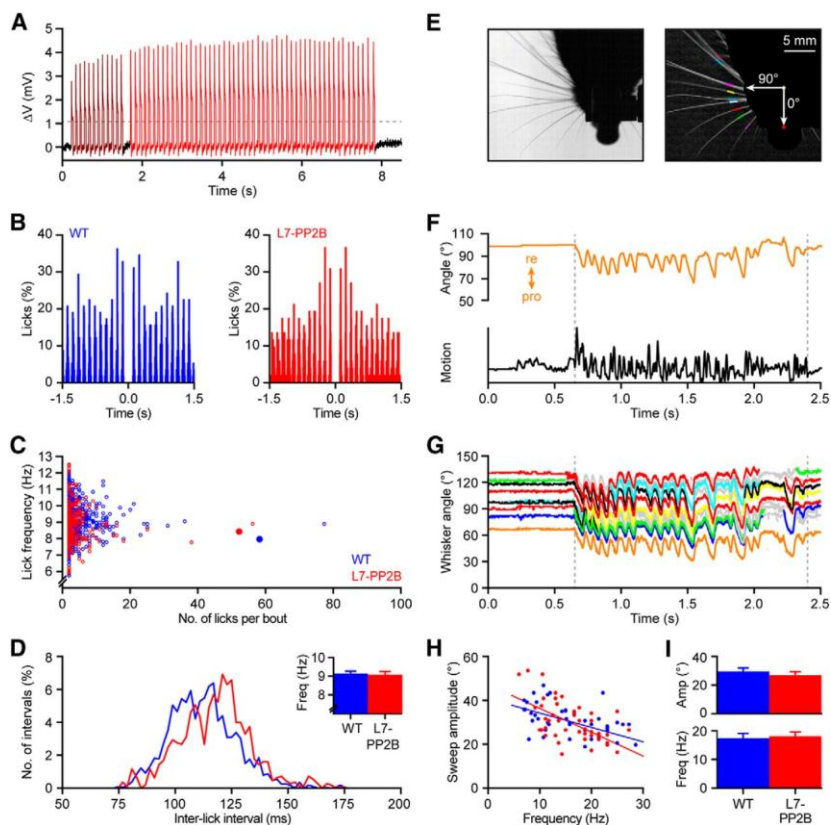 A
5
4
3
2
1
0
ΔV (mV)
0
2
4
6
8
Time (s)
B
WT
40
30
20
10
0
Licks (%)
-1.5
0.0
1.5
Time (s)
L7-PP2B
40
30
20
10
0
Licks (%)
-1.5
0.0
1.5
Time (s)
C
13
12
11
10
9
8
7
6
Lick frequency (Hz)
WT
L7-PP2B
0
20
40
60
80
100
No. of licks per bout
D
8
6
4
2
0
No. of intervals (%)
50
75
100
125
150
175
200
Inter-lick interval (ms)
10
9
8
Freq (Hz)
WT
L7-
PP2B
E
5 mm
90°
0°
F
110
90
70
50
Angle (°)
re
pro
Motion
0.0
0.5
1.0
1.5
2.0
2.5
Time (s)
G
150
120
90
60
30
0
Whisker angle (°)
0.0
0.5
1.0
1.5
2.0
2.5
Time (s)
H
60
40
20
0
Sweep amplitude (°)
0
10
20
30
Frequency (Hz)
I
40
20
0
Amp (°)
20
10
0
Freq (Hz)
WT
L7-
PP2B